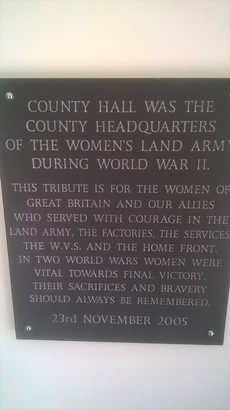 COUNTY HALL WAS THE
COUNTY HEADQUARTERS
OF THE WOMEN'S LAND ARMY
DURING WORLD WAR II.
THIS TRIBUTE IS FOR THE WOMEN OF
GREAT BRITAIN AND OUR ALLIES
WHO SERVED WITH COURAGE IN THE
LAND ARMY, THE FACTORIES, THE SERVICES
THE W.V.S. AND THE HOME FRONT.
IN TWO WORLD WARS WOMEN WERE
VITAL TOWARDS FINAL VICTORY.
THEIR SACRIFICES AND BRAVERY
SHOULD ALWAYS BE REMEMBERED.
23rd NOVEMBER 2005